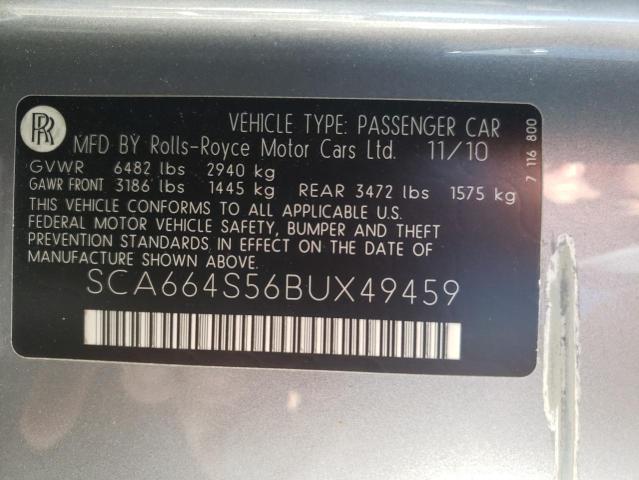 RR
VEHICLE TYPE: PASSENGER CAR
MFD BY Rolls-Royce Motor Cars Ltd. 11/10
GVWR 6482 lbs 2940 kg
GAWR FRONT 3186 lbs 1445 kg REAR 3472 lbs 1575 kg
THIS VEHICLE CONFORMS TO ALL APPLICABLE U.S.
FEDERAL MOTOR VEHICLE SAFETY, BUMPER AND THEFT
PREVENTION STANDARDS IN EFFECT ON THE DATE OF
MANUFACTURE SHOWN ABOVE.
SCA664S56BUX49459
7 116 800